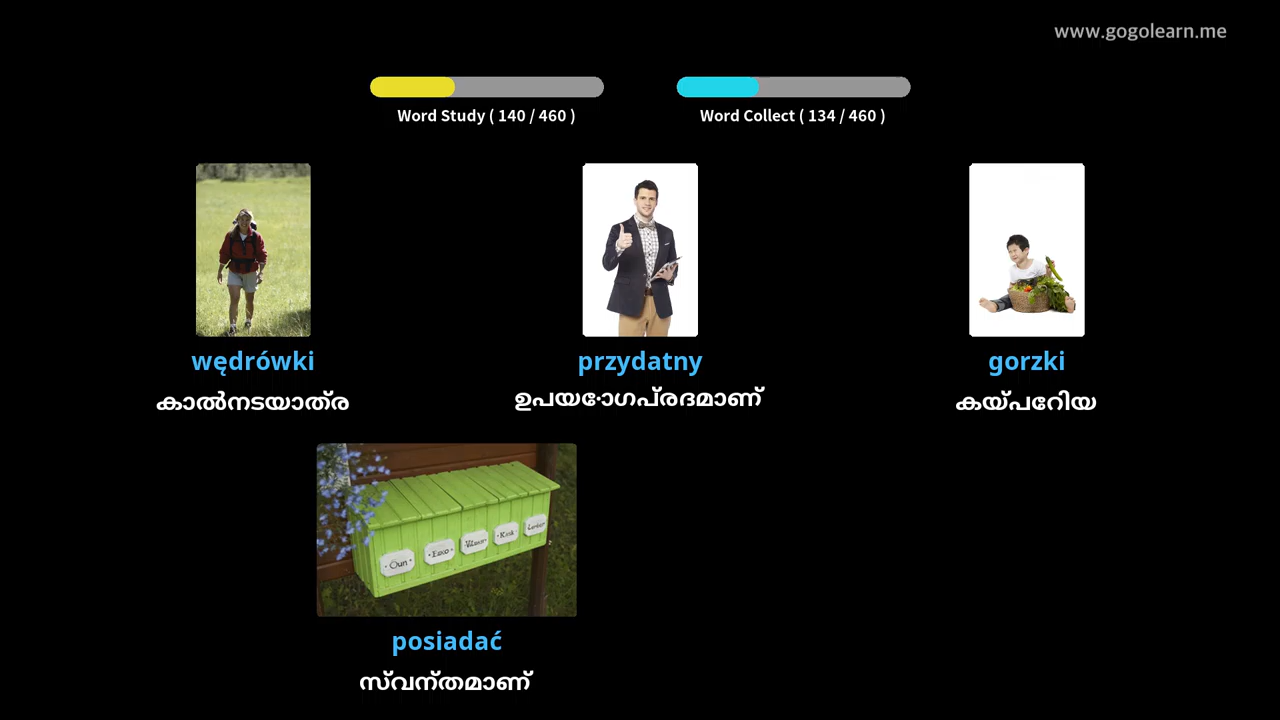 www.gogolearn.me
Word Study ( 140 / 460 )
Word Collect ( 134 / 460 )
wędrówki
przydatny
gorzki
കാൽനടയാത്ര
ഉപയോഗപ്രദമാണ്
കയ്പേറിയ
Oun
posiadać
സ്വന്തമാണ്